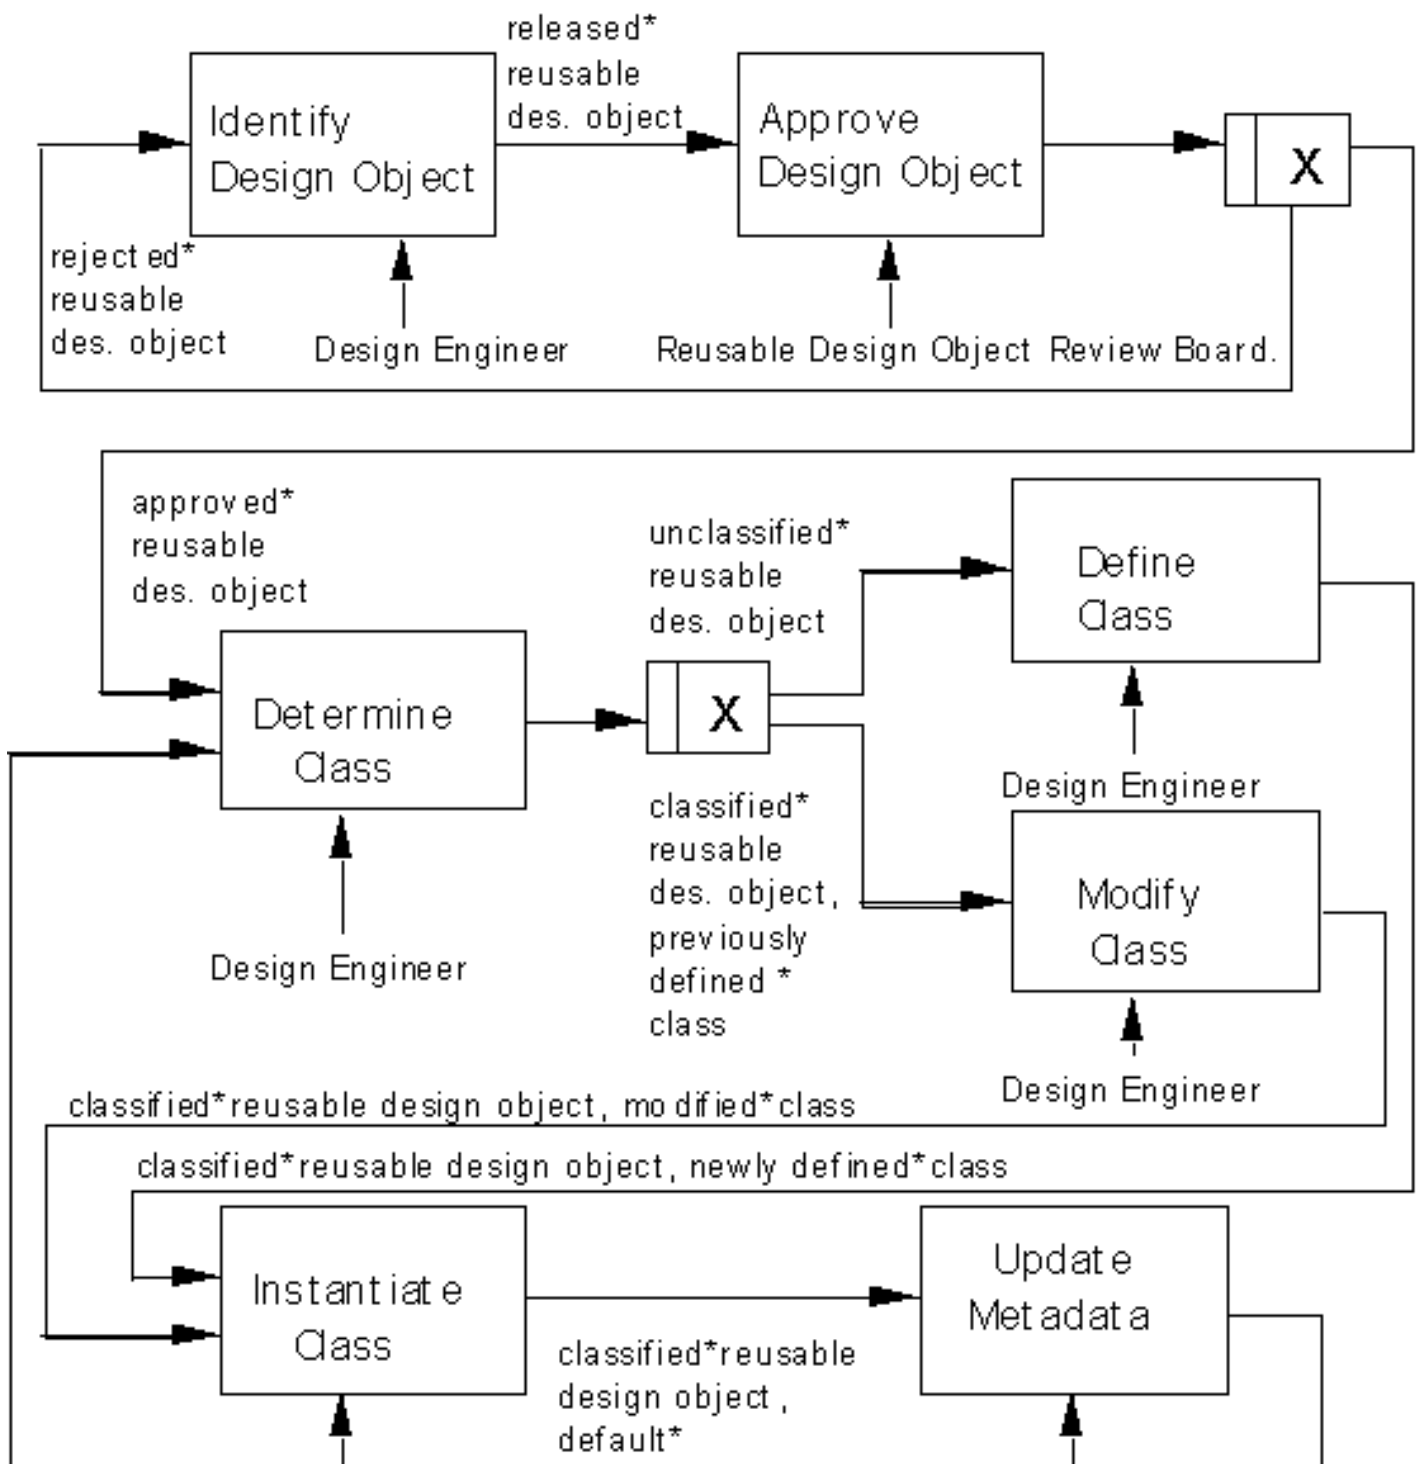 released*
reusable
des. object
Identify
Design Object
Approve
Design Object
X
rejected*
reusable
des. object
Design Engineer
Reusable Design Object Review Board.
approved*
reusable
des. object
unclassified*
reusable
des. object
Define
Class
Determine
Class
X
Design Engineer
classified*
reusable
des. object,
previously
defined *
class
Modify
Class
Design Engineer
Design Engineer
classified*reusable design object, modified*class
classified*reusable design object, newly defined*class
Instantiate
Class
Update
Metadata
classified*reusable
design object,
default*